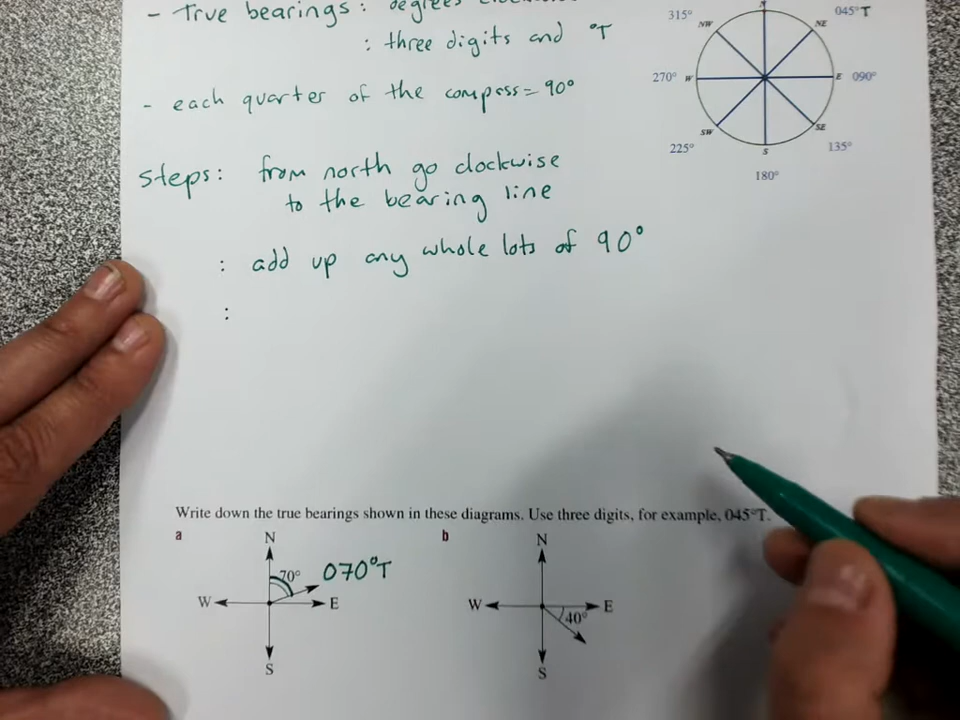 - True bearings: degrees
: three digits and °T
- each quarter of the compass = 90°
steps: from north go clockwise
to the bearing line
: add up any whole lots of 90°
:
N
315°
NW
NE
045°T
270°
W
E
090°
SW
SE
225°
S
135°
180°
Write down the true bearings shown in these diagrams. Use three digits, for example, 045°T.
a
N
70°
070°T
W
E
S
b
N
W
E
40°
S